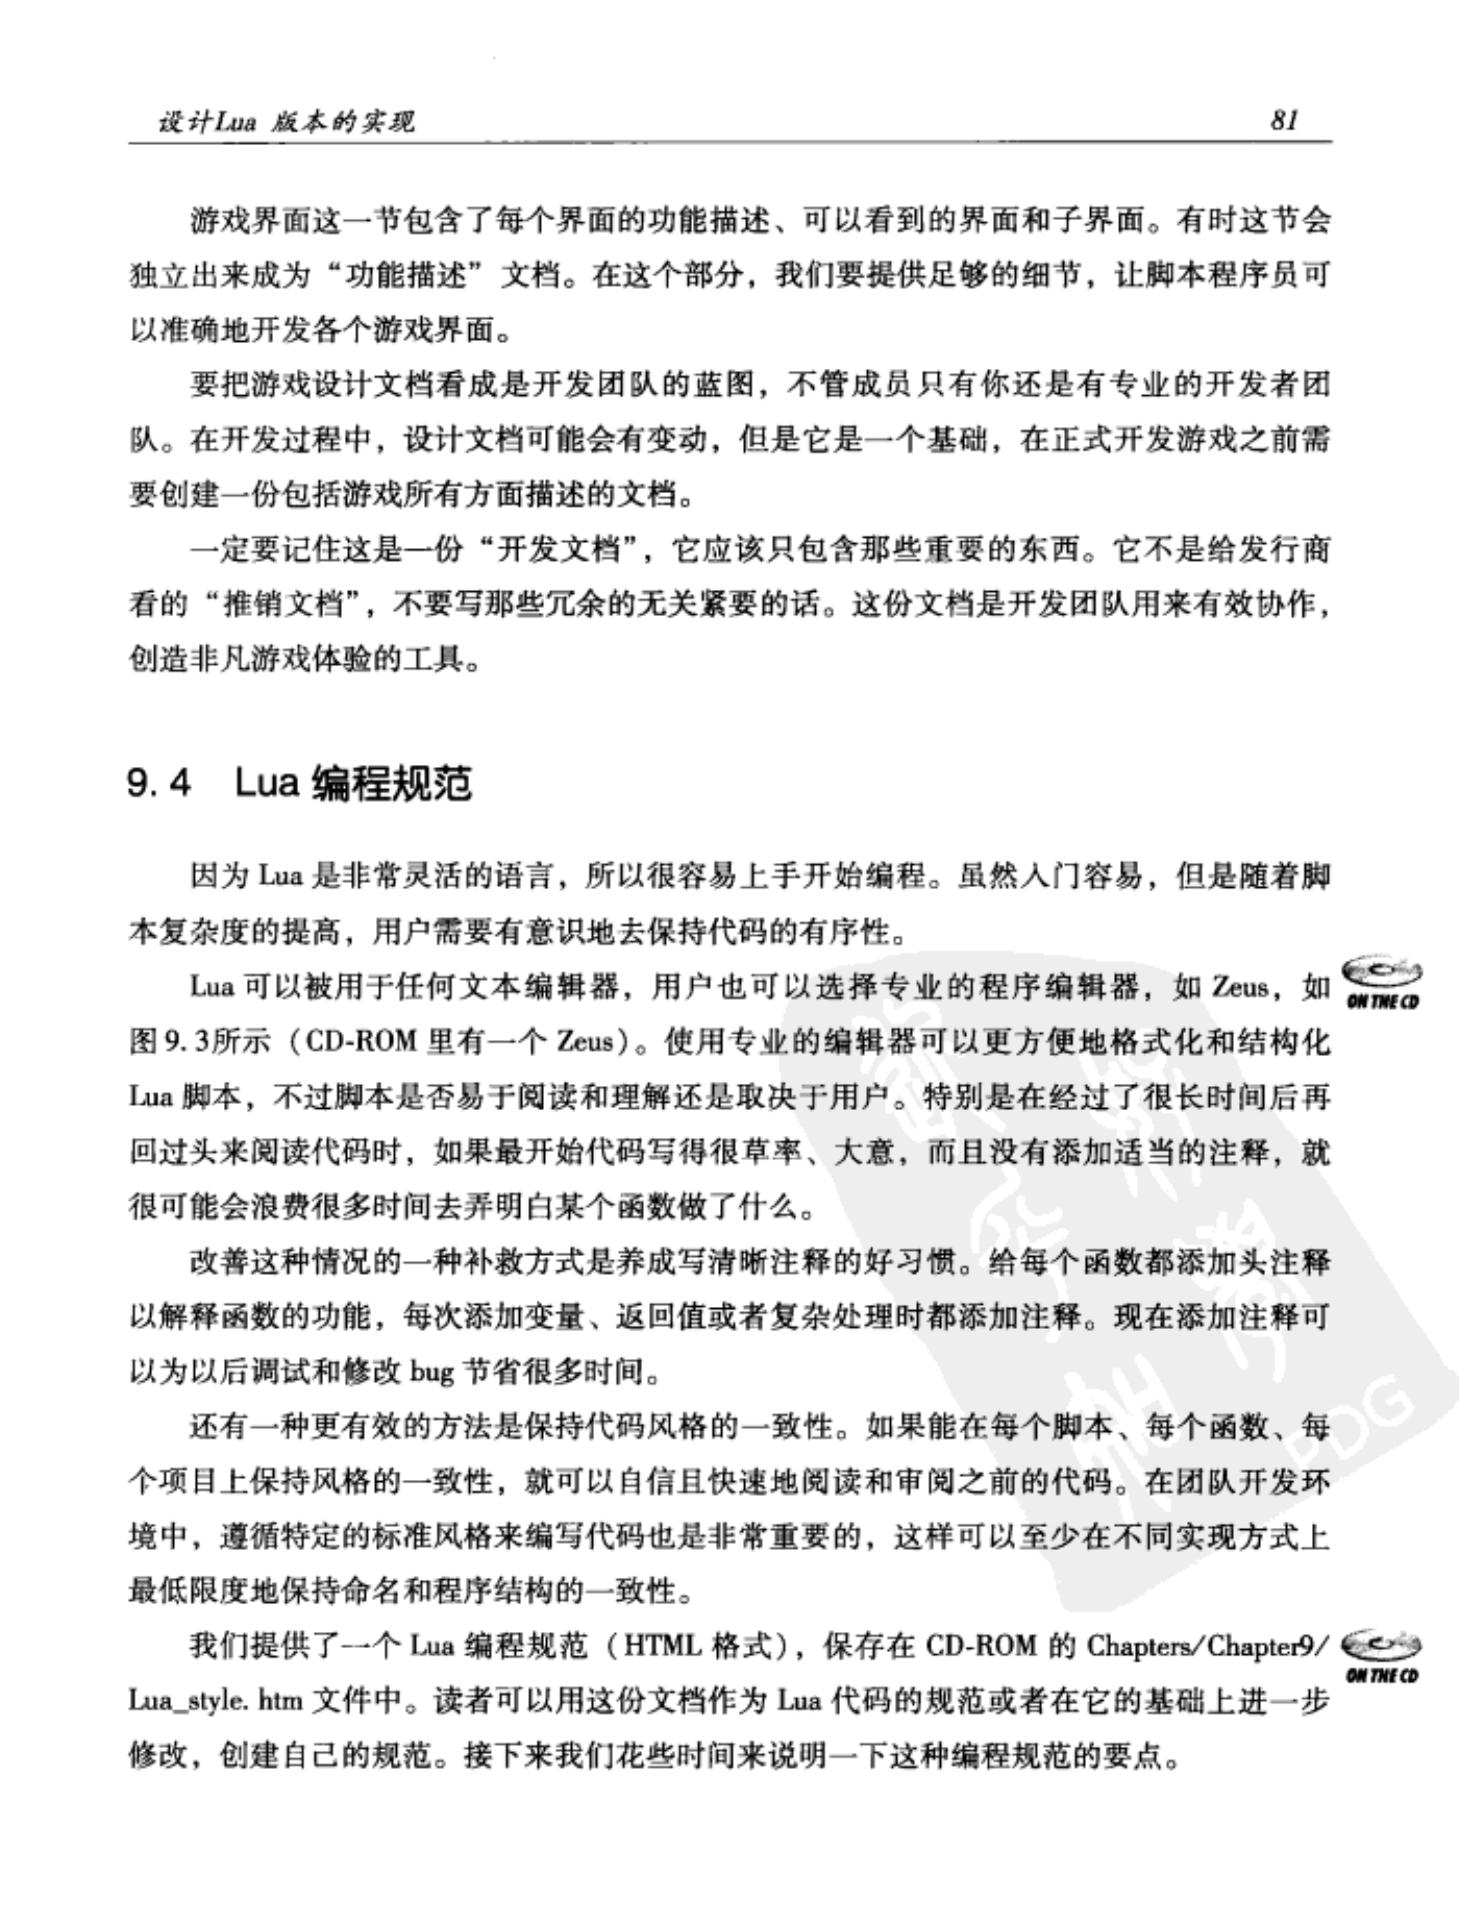 设计Lua 版本的实现 81
游戏界面这一节包含了每个界面的功能描述、可以看到的界面和子界面。有时这节会
独立出来成为“功能描述”文档。在这个部分，我们要提供足够的细节，让脚本程序员可
以准确地开发各个游戏界面。
要把游戏设计文档看成是开发团队的蓝图，不管成员只有你还是有专业的开发者团
队。在开发过程中，设计文档可能会有变动，但是它是一个基础，在正式开发游戏之前需
要创建一份包括游戏所有方面描述的文档。
一定要记住这是一份“开发文档”，它应该只包含那些重要的东西。它不是给发行商
看的“推销文档”，不要写那些冗余的无关紧要的话。这份文档是开发团队用来有效协作，
创造非凡游戏体验的工具。
9.4 Lua 编程规范
因为 Lua 是非常灵活的语言，所以很容易上手开始编程。虽然入门容易，但是随着脚
本复杂度的提高，用户需要有意识地去保持代码的有序性。
Lua 可以被用于任何文本编辑器，用户也可以选择专业的程序编辑器，如 Zeus，如
ON THE CD
图 9.3所示（CD-ROM 里有一个 Zeus）。使用专业的编辑器可以更方便地格式化和结构化
Lua 脚本，不过脚本是否易于阅读和理解还是取决于用户。特别是在经过了很长时间后再
回过头来阅读代码时，如果最开始代码写得很草率、大意，而且没有添加适当的注释，就
很可能会浪费很多时间去弄明白某个函数做了什么。
改善这种情况的一种补救方式是养成写清晰注释的好习惯。给每个函数都添加头注释
以解释函数的功能，每次添加变量、返回值或者复杂处理时都添加注释。现在添加注释可
以为以后调试和修改 bug 节省很多时间。
还有一种更有效的方法是保持代码风格的一致性。如果能在每个脚本、每个函数、每
个项目上保持风格的一致性，就可以自信且快速地阅读和审阅之前的代码。在团队开发环
境中，遵循特定的标准风格来编写代码也是非常重要的，这样可以至少在不同实现方式上
最低限度地保持命名和程序结构的一致性。
我们提供了一个 Lua 编程规范（HTML 格式），保存在 CD-ROM 的 Chapters/Chapter9/
ON THE CD
Lua_style. htm 文件中。读者可以用这份文档作为 Lua 代码的规范或者在它的基础上进一步
修改，创建自己的规范。接下来我们花些时间来说明一下这种编程规范的要点。
PDG